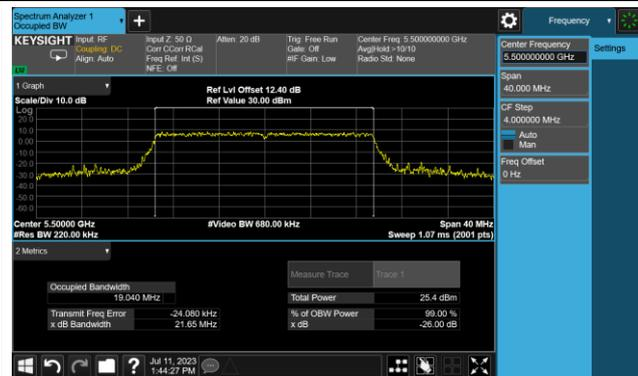 Spectrum Analyzer 1
Occupied BW
Frequency
KEYSIGHT
Input: RF
Coupling: DC
Align: Auto
Input Z: 50 Ω
Corr CCorr RCal
Freq Ref: Int (S)
NFE: Off
Atten: 20 dB
Trig: Free Run
Gate: Off
#IF Gain: Low
Center Freq: 5.500000000 GHz
Avg|Hold:>10/10
Radio Std: None
Center Frequency
5.500000000 GHz
Settings
Span
40.000 MHz
CF Step
4.000000 MHz
Auto
Man
Freq Offset
0 Hz
1 Graph
Scale/Div 10.0 dB
Ref Lvl Offset 12.40 dB
Ref Value 30.00 dBm
Log
20.0
10.0
0.00
-10.0
-20.0
-30.0
-40.0
-50.0
-60.0
Center 5.50000 GHz
#Video BW 680.00 kHz
Span 40 MHz
#Res BW 220.00 kHz
Sweep 1.07 ms (2001 pts)
2 Metrics
Measure Trace
Trace 1
Occupied Bandwidth
19.040 MHz
Total Power
25.4 dBm
Transmit Freq Error
-24.080 kHz
% of OBW Power
99.00 %
x dB Bandwidth
21.65 MHz
x dB
-26.00 dB
Jul 11, 2023
1:44:27 PM